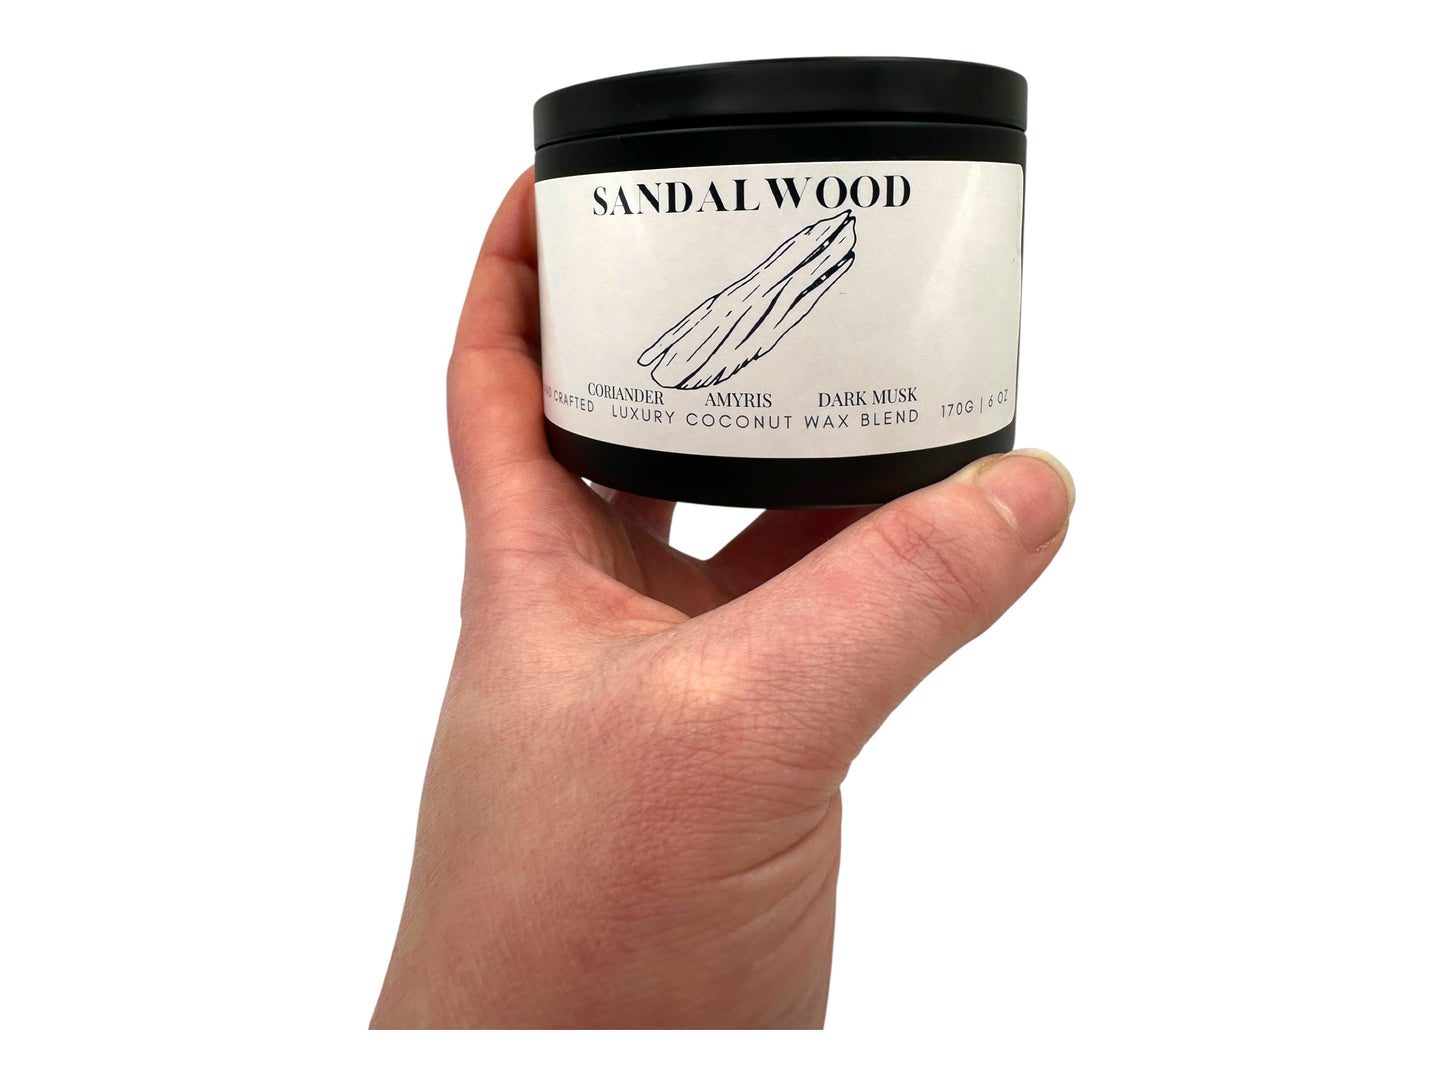 SANDALWOOD
CORIANDER AMYRIS DARK MUSK
CRAFTED LUXURY COCONUT WAX BLEND 170G | 6 OZ